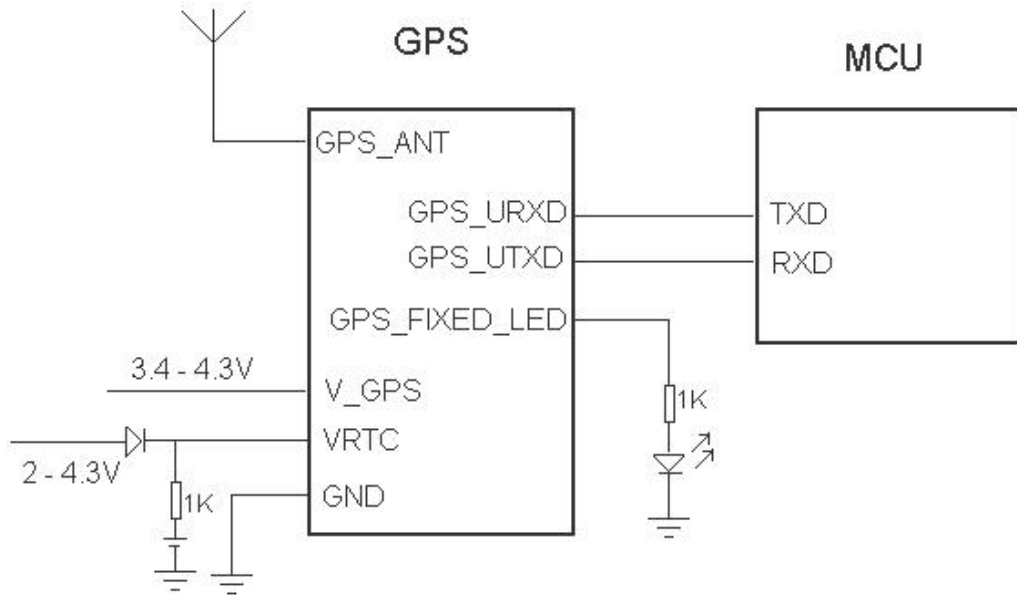 GPS
MCU
GPS_ANT
GPS_URXD
TXD
GPS_UTXD
RXD
GPS_FIXED_LED
3.4 - 4.3V
V_GPS
1K
VRTC
2 - 4.3V
1K
GND